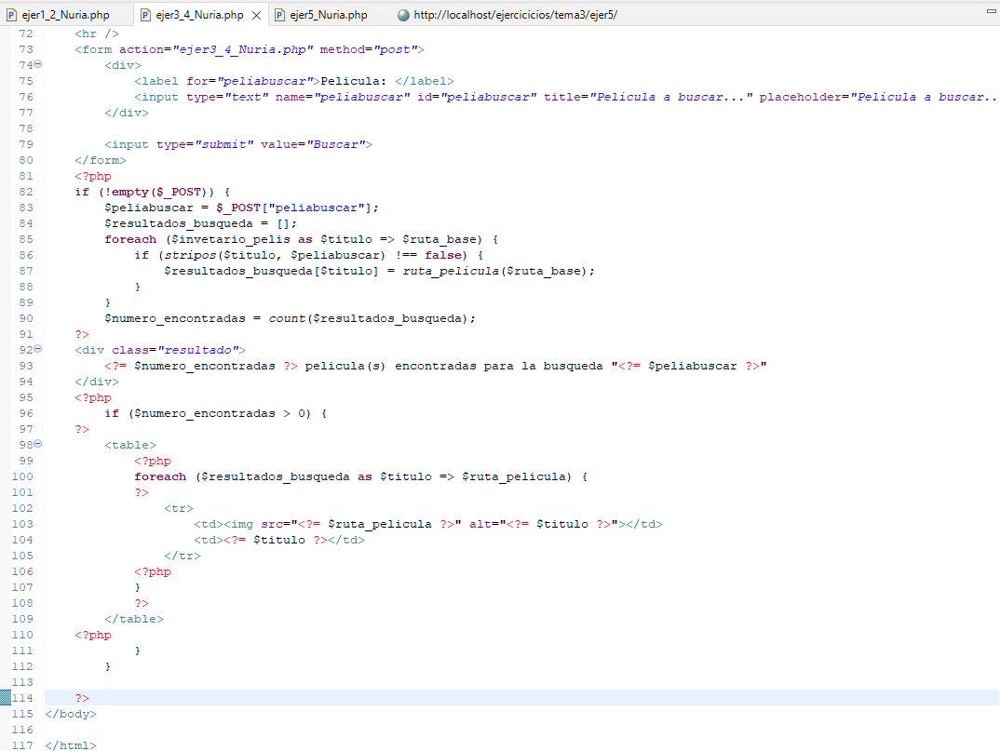 ejer1_2_Nuria.php ejer3_4_Nuria.php ejer5_Nuria.php http://localhost/ejercicicios/tema3/ejer5/
72 <hr />
73 <form action="ejer3_4_Nuria.php" method="post">
74 <div>
75 <label for="peliabuscar">Pelicula: </label>
76 <input type="text" name="peliabuscar" id="peliabuscar" title="Pelicula a buscar..." placeholder="Pelicula a buscar..
77 </div>
78
79 <input type="submit" value="Buscar">
80 </form>
81 <?php
82 if (!empty($_POST)) {
83 $peliabuscar = $_POST["peliabuscar"];
84 $resultados_busqueda = [];
85 foreach ($invetario_pelis as $titulo => $ruta_base) {
86 if (stripos($titulo, $peliabuscar) !== false) {
87 $resultados_busqueda[$titulo] = ruta_pelicula($ruta_base);
88 }
89 }
90 $numero_encontradas = count($resultados_busqueda);
91 ?>
92 <div class="resultado">
93 <?= $numero_encontradas ?> pelicula(s) encontradas para la busqueda "<?= $peliabuscar ?>"
94 </div>
95 <?php
96 if ($numero_encontradas > 0) {
97 ?>
98 <table>
99 <?php
100 foreach ($resultados_busqueda as $titulo => $ruta_pelicula) {
101 ?>
102 <tr>
103 <td><img src="<?= $ruta_pelicula ?>" alt="<?= $titulo ?>"></td>
104 <td><?= $titulo ?></td>
105 </tr>
106 <?php
107 }
108 ?>
109 </table>
110 <?php
111 }
112 }
113
114 ?>
115 </body>
116
117 </html>